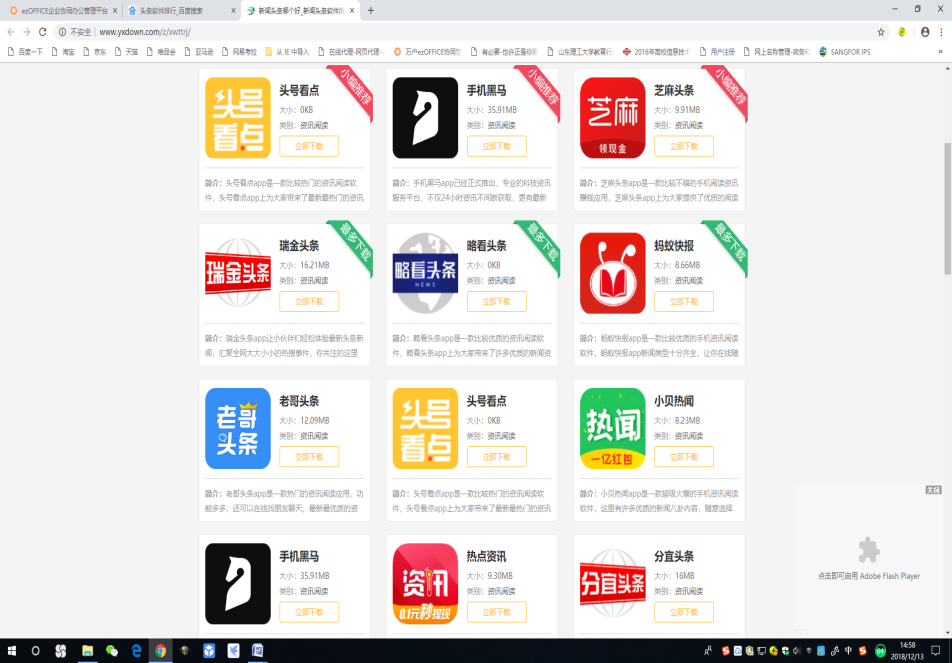 ezOFFICE企业协同办公管理平台
头条软件排行_百度搜索
新闻头条哪个好_新闻头条软件排
不安全 | www.yxdown.com/z/xwttrj/
百度一下 淘宝 京东 天猫 唯品会 亚马逊 网易考拉 从 IE 中导入 在线代理-网页代理 万户ezOFFICE协同 有必要-也许正是你 山东理工大学教育行 2016年高校信息技术 用户注册 网上名称管理-政务和 SANGFOR IPS
小编推荐 小编推荐 小编推荐
头号看点 手机黑马 芝麻头条
大小: 0KB 大小: 35.91MB 大小: 9.91MB
类别: 资讯阅读 类别: 资讯阅读 类别: 资讯阅读
立即下载 立即下载 立即下载
头号看点 芝麻 领现金
简介: 头号看点app是一款比较热门的资讯阅读软 简介: 手机黑马app已经正式推出，专业的科技资讯 简介: 芝麻头条app是一款比较不错的手机阅读资讯
件，头号看点app上为大家带来了最新最热门的资讯 服务平台，不仅24小时资讯不间断获取，更有最新 赚钱应用，芝麻头条app上为大家提供了优质的阅读
最多下载 最多下载 最多下载
瑞金头条 略看头条 蚂蚁快报
大小: 16.21MB 大小: 0KB 大小: 8.66MB
类别: 资讯阅读 类别: 资讯阅读 类别: 资讯阅读
立即下载 立即下载 立即下载
瑞金头条 略看头条 NEWS
简介: 瑞金头条app让小伙伴们轻松体验最新头条新 简介: 略看头条app是一款比较优质的资讯阅读软 简介: 蚂蚁快报app是一款比较优质的手机资讯阅读
闻，汇聚全网大大小小的热搜事件，你关注的这里 件，略看头条app上为大家带来了许多优质的新闻资 软件，蚂蚁快报app新闻类型十分齐全，让你在线随
老哥头条 头号看点 小贝热闻
大小: 12.09MB 大小: 0KB 大小: 8.23MB
类别: 资讯阅读 类别: 资讯阅读 类别: 资讯阅读
立即下载 立即下载 立即下载
老哥头条 头号看点 热闻 一亿红包
简介: 老哥头条app是一款热门的资讯阅读应用，功 简介: 头号看点app是一款比较热门的资讯阅读软 简介: 小贝热闻app是一款超级火爆的手机资讯阅读
能多多，还可以在线找朋友聊天，最新最优质的资 件，头号看点app上为大家带来了最新最热门的资讯 软件，这里有许多优质的新闻八卦内容，随意选择
关闭
点击即可启用 Adobe Flash Player
手机黑马 热点资讯 分宜头条
大小: 35.91MB 大小: 9.30MB 大小: 16MB
类别: 资讯阅读 类别: 资讯阅读 类别: 资讯阅读
立即下载 立即下载 立即下载
资讯 0.1元秒提现 分宜头条
中
14:58
2018/12/13